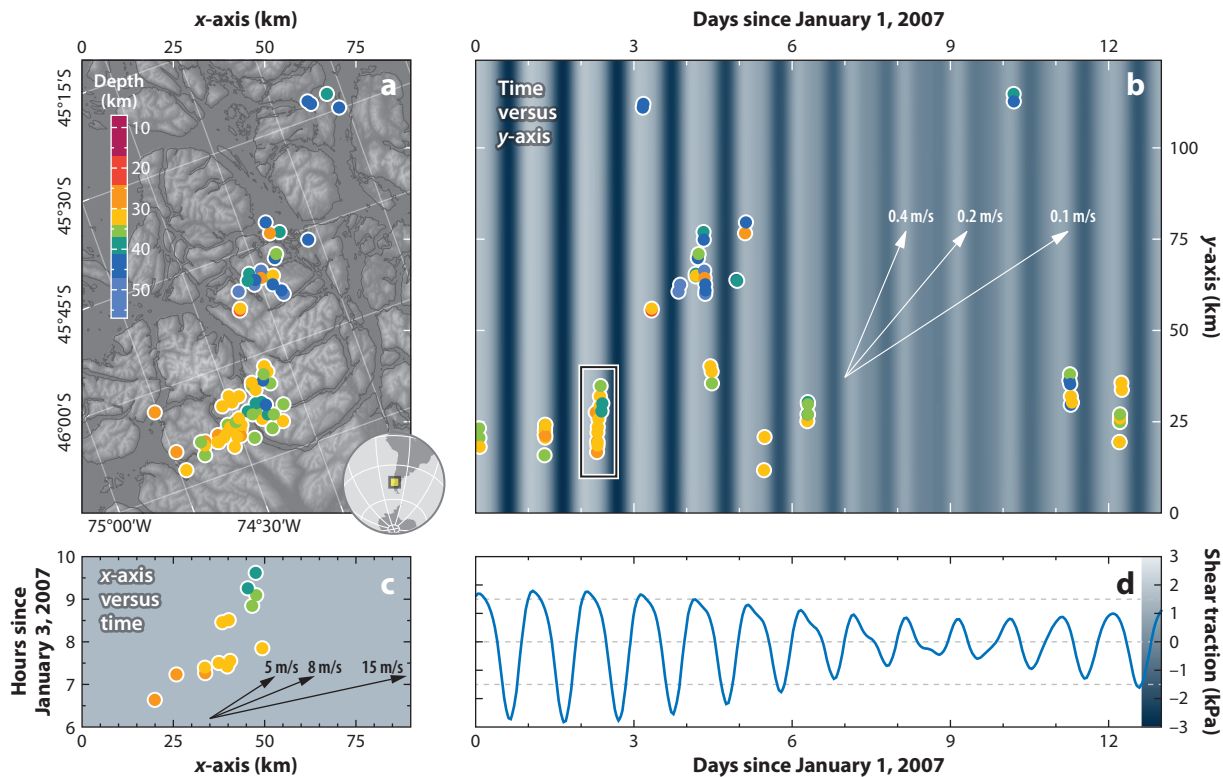 x-axis (km)
0 25 50 75
Depth
(km)
10
20
30
40
50
a
45°15'S
45°30'S
45°45'S
46°00'S
75°00'W 74°30'W
Days since January 1, 2007
0 3 6 9 12
Time
versus
y-axis
b
0.4 m/s 0.2 m/s 0.1 m/s
100
75
50
25
0
y-axis (km)
10
9
8
7
6
Hours since
January 3, 2007
x-axis
versus
time
c
5 m/s 8 m/s 15 m/s
0 25 50 75
x-axis (km)
d
3
2
1
0
−1
−2
−3
Shear traction (kPa)
0 3 6 9 12
Days since January 1, 2007